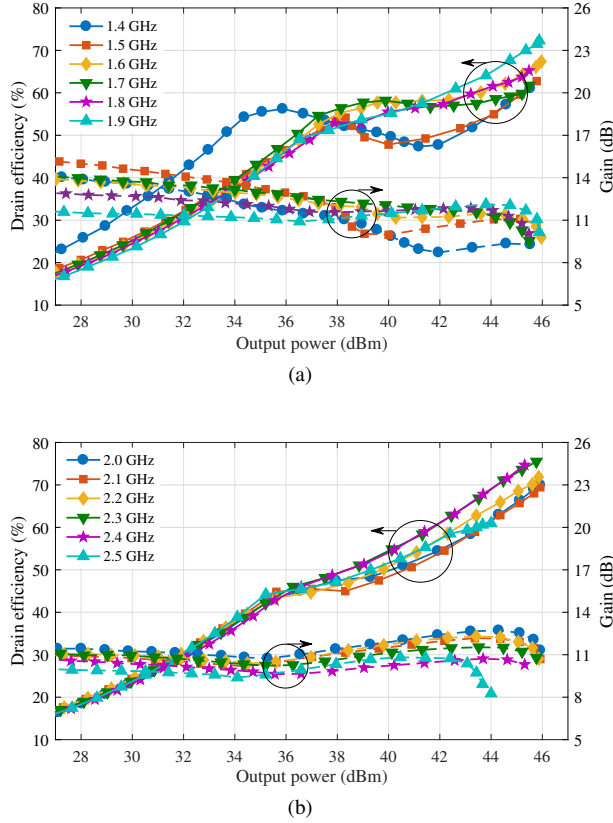 80
70
60
50
40
30
20
10
Drain efficiency (%)
1.4 GHz
1.5 GHz
1.6 GHz
1.7 GHz
1.8 GHz
1.9 GHz
26
23
20
17
14
11
8
5
Gain (dB)
28 30 32 34 36 38 40 42 44 46
Output power (dBm)
(a)
80
70
60
50
40
30
20
10
Drain efficiency (%)
2.0 GHz
2.1 GHz
2.2 GHz
2.3 GHz
2.4 GHz
2.5 GHz
26
23
20
17
14
11
8
5
Gain (dB)
28 30 32 34 36 38 40 42 44 46
Output power (dBm)
(b)